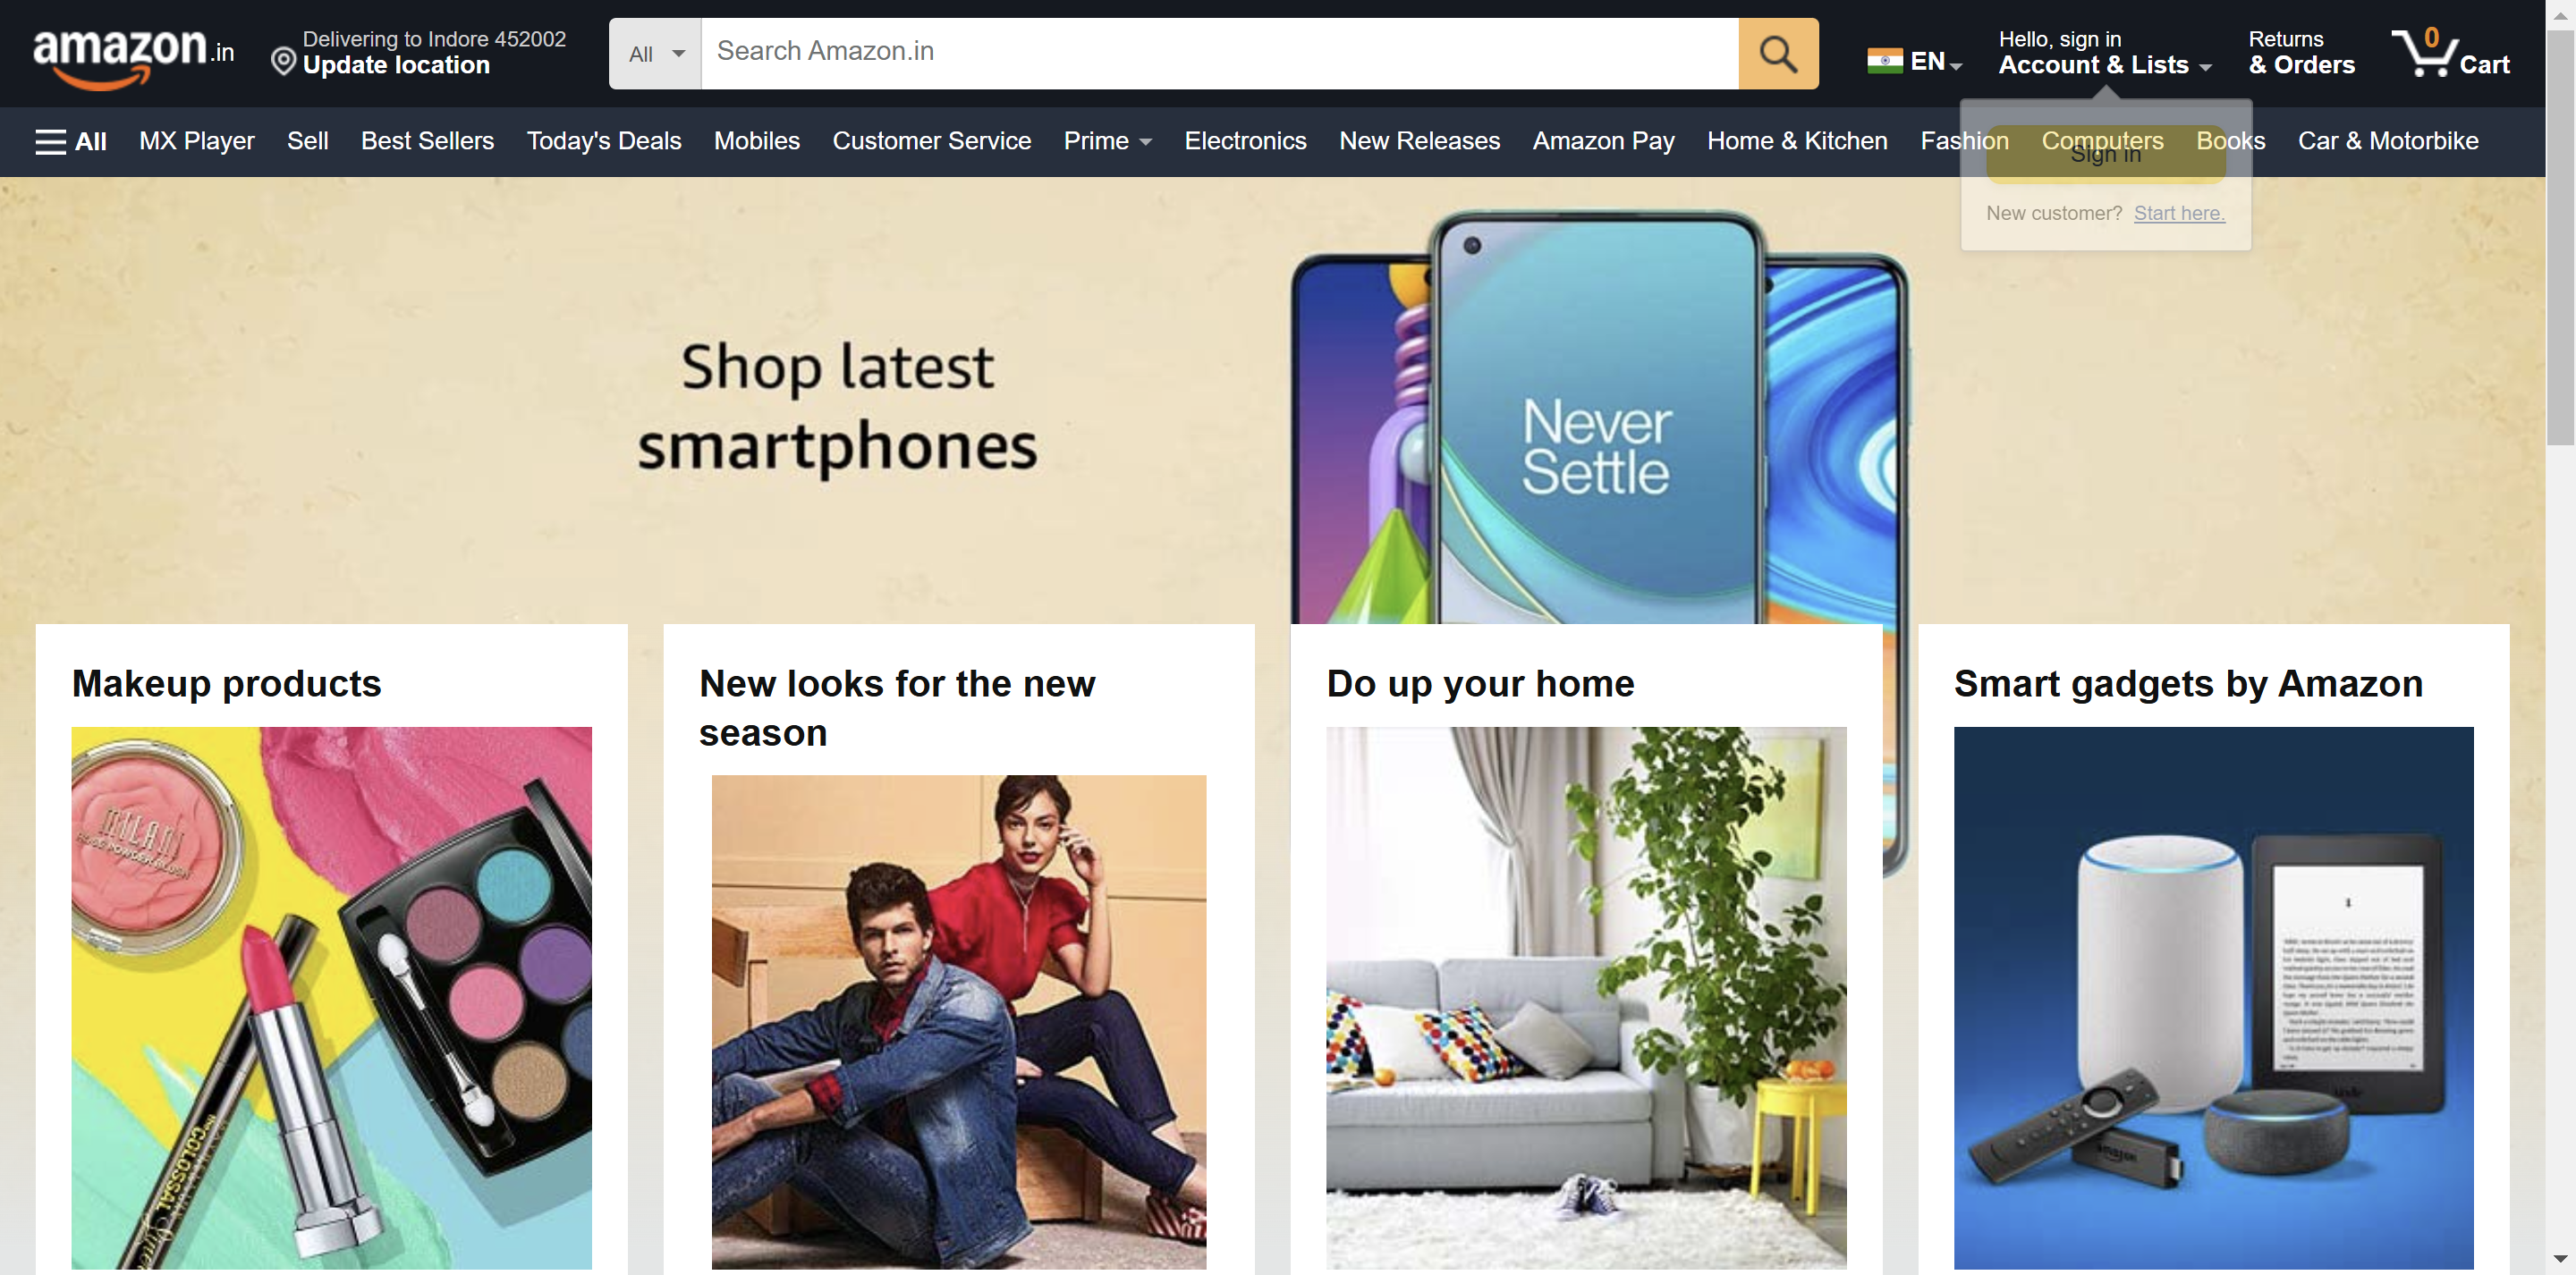 amazon.in
Delivering to Indore 452002
Update location
All
Search Amazon.in
EN
Hello, sign in
Account & Lists
Returns
& Orders
0
Cart
All
MX Player
Sell
Best Sellers
Today's Deals
Mobiles
Customer Service
Prime
Electronics
New Releases
Amazon Pay
Home & Kitchen
Fashion
Computers
Books
Car & Motorbike
Sign in
New customer? Start here.
Shop latest
smartphones
Never
Settle
Makeup products
New looks for the new
season
Do up your home
Smart gadgets by Amazon
MILANI
ROSE POWDER BLUSH
COLOSSAL
amazon
kindle